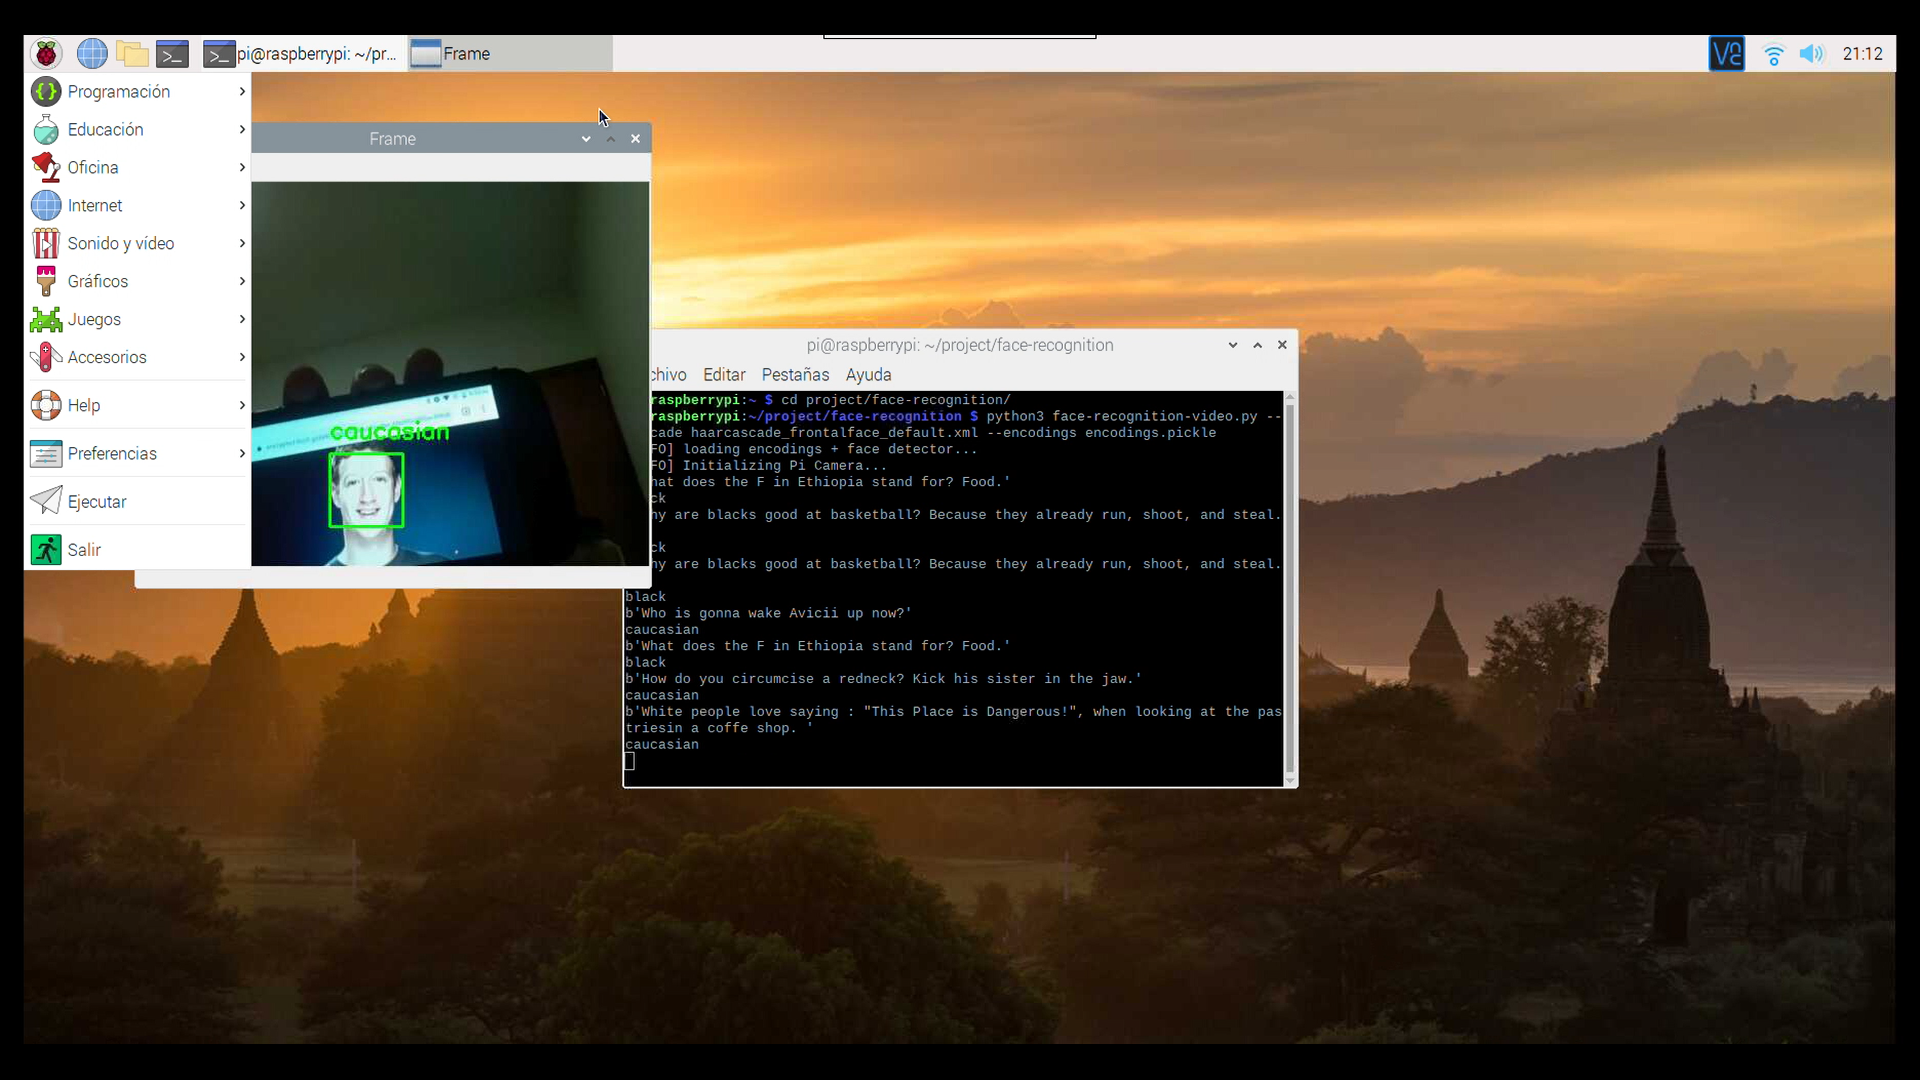 pi@raspberrypi: ~/pr...
Frame
21:12
Programación
Educación
Oficina
Internet
Sonido y vídeo
Gráficos
Juegos
Accesorios
Help
Preferencias
Ejecutar
Salir
Frame
caucasian
pi@raspberrypi: ~/project/face-recognition
chivo Editar Pestañas Ayuda
raspberrypi:~ $ cd project/face-recognition/
raspberrypi:~/project/face-recognition $ python3 face-recognition-video.py --
cade haarcascade_frontalface_default.xml --encodings encodings.pickle
FO] loading encodings + face detector...
FO] Initializing Pi Camera...
hat does the F in Ethiopia stand for? Food.'
ck
hy are blacks good at basketball? Because they already run, shoot, and steal.
ck
hy are blacks good at basketball? Because they already run, shoot, and steal.
black
b'Who is gonna wake Avicii up now?'
caucasian
b'What does the F in Ethiopia stand for? Food.'
black
b'How do you circumcise a redneck? Kick his sister in the jaw.'
caucasian
b'White people love saying : "This Place is Dangerous!", when looking at the pas
triesin a coffe shop. '
caucasian